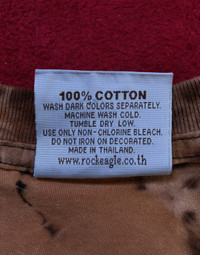 100% COTTON
WASH DARK COLORS SEPARATELY.
MACHINE WASH COLD.
TUMBLE DRY LOW.
USE ONLY NON-CHLORINE BLEACH.
DO NOT IRON ON DECORATED.
MADE IN THAILAND.
www.rockeagle.co.th